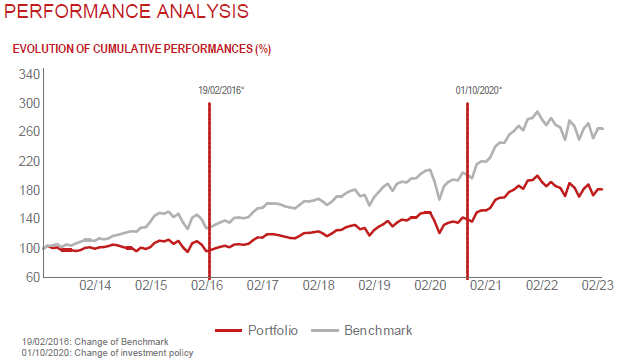 PERFORMANCE ANALYSIS
EVOLUTION OF CUMULATIVE PERFORMANCES (%)
340
19/02/2016*
01/10/2020*
300
260
220
180
140
100
60
02/14 02/15 02/16 02/17 02/18 02/19 02/20 02/21 02/22 02/23
Portfolio Benchmark
19/02/2016: Change of Benchmark
01/10/2020: Change of investment policy